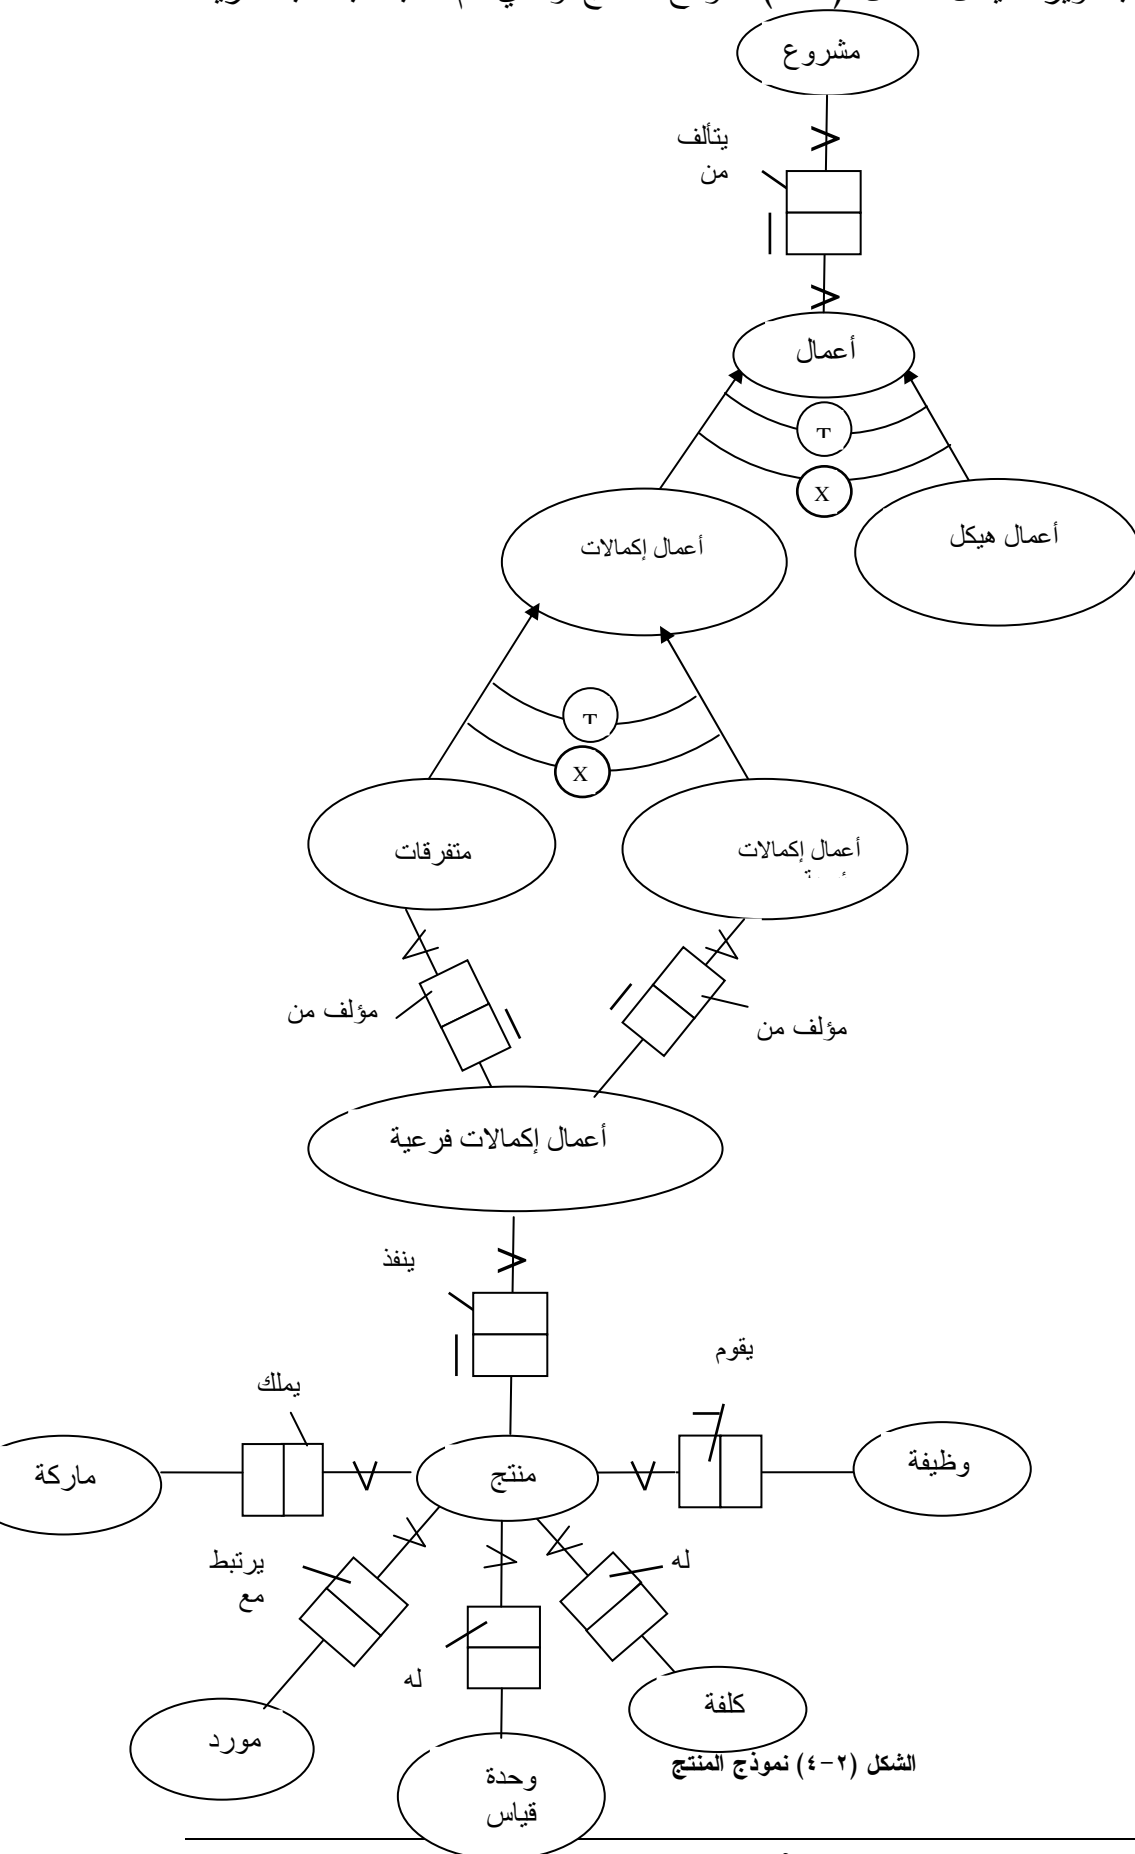 مشروع
يتألف
من
أعمال
T
X
أعمال إكمالات
أعمال هيكل
T
X
متفرقات
أعمال إكمالات
مؤلف من
مؤلف من
أعمال إكمالات فرعية
ينفذ
يقوم
يملك
ماركة
منتج
وظيفة
يرتبط
مع
له
له
مورد
كلفة
وحدة
قياس
الشكل (٢-٤) نموذج المنتج